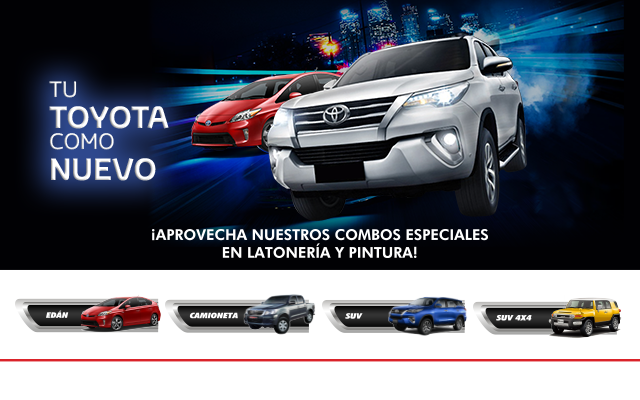 TU
TOYOTA
COMO
NUEVO
¡APROVECHA NUESTROS COMBOS ESPECIALES
EN LATONERÍA Y PINTURA!
EDÁN
CAMIONETA
SUV
SUV 4X4